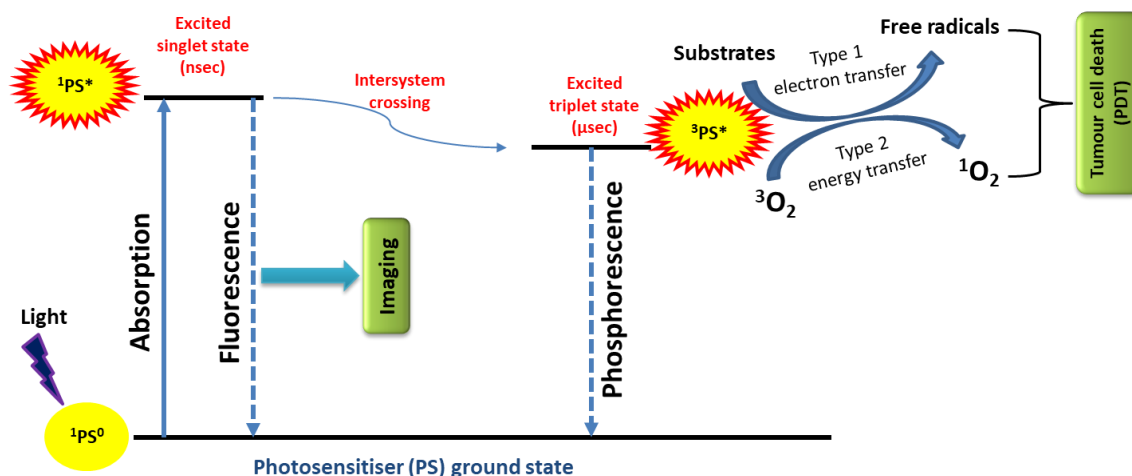 Excited
singlet state
(nsec)
¹PS*
Intersystem
crossing
Excited
triplet state
(µsec)
³PS*
Substrates
Free radicals
Type 1
electron transfer
Type 2
energy transfer
³O₂
¹O₂
Tumour cell death
(PDT)
Absorption
Fluorescence
Imaging
Phosphorescence
Light
¹PS⁰
Photosensitiser (PS) ground state